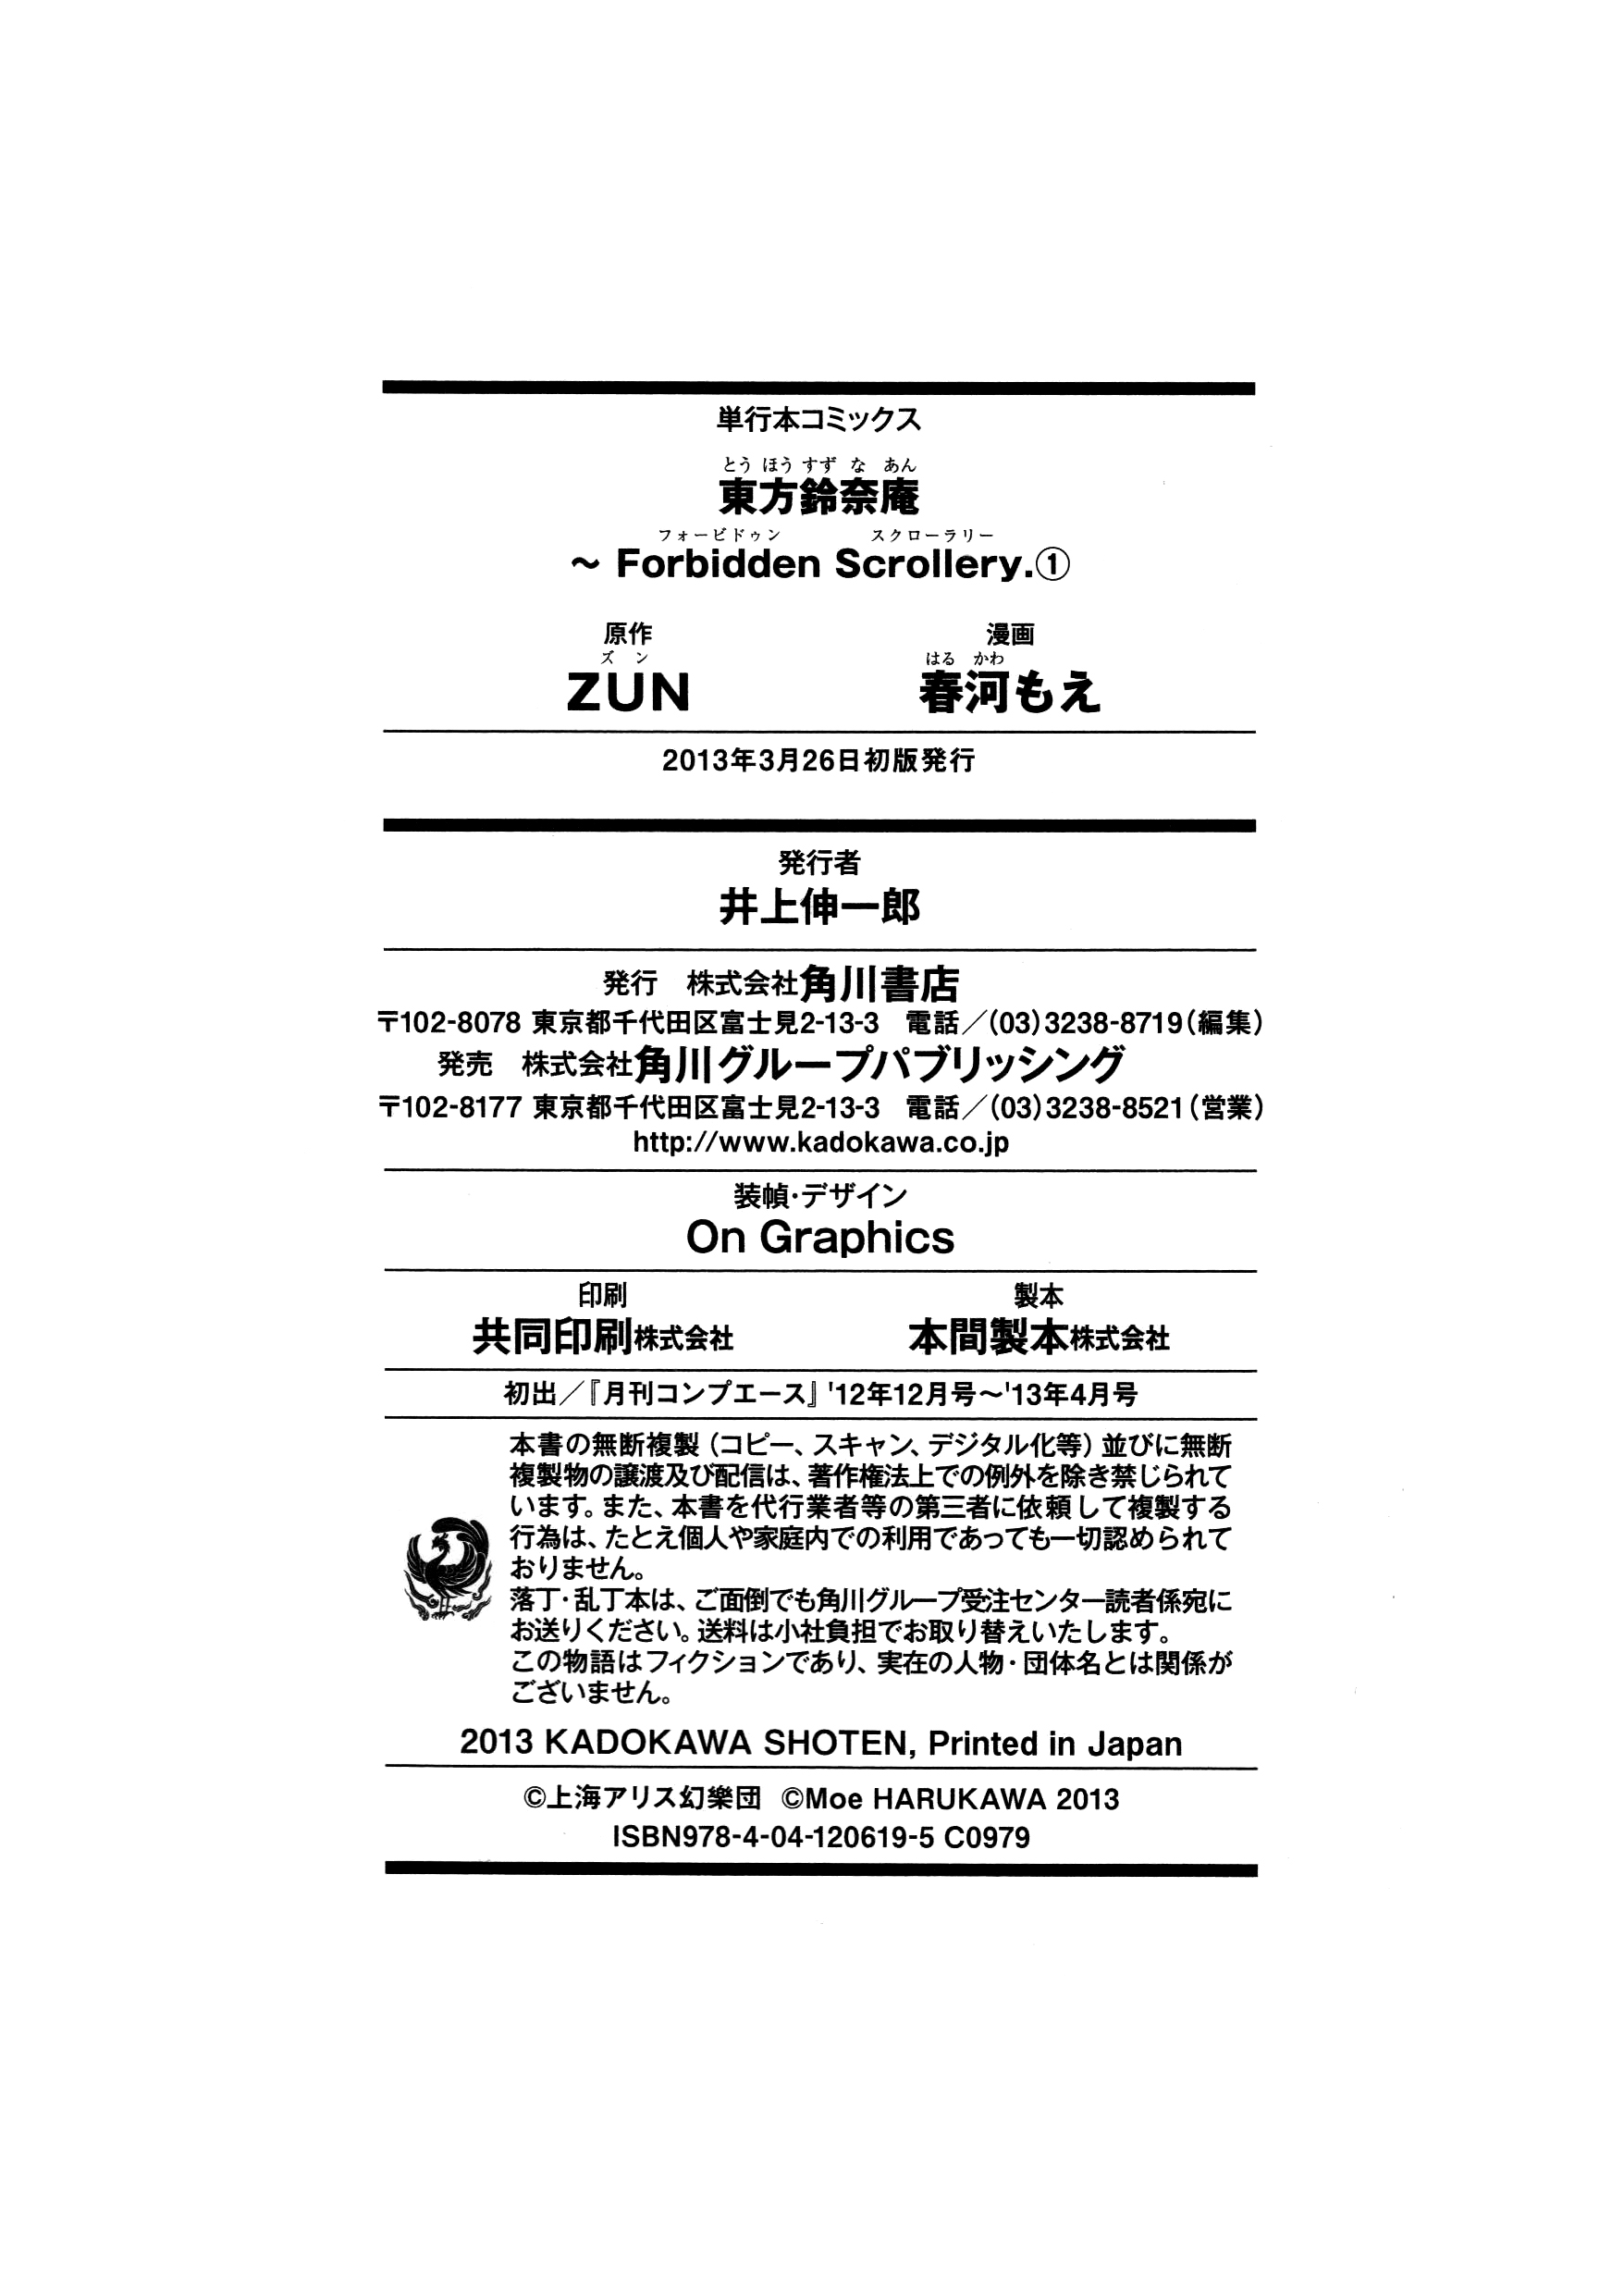 単行本コミックス
とう ほう すず な あん
東方鈴奈庵
フォービドゥン スクローラリー
～ Forbidden Scrollery.①
原作 漫画
ズン はる かわ
ZUN 春河もえ
2013年3月26日初版発行
発行者
井上伸一郎
発行 株式会社角川書店
〒102-8078 東京都千代田区富士見2-13-3 電話／(03)3238-8719(編集)
発売 株式会社角川グループパブリッシング
〒102-8177 東京都千代田区富士見2-13-3 電話／(03)3238-8521(営業)
http://www.kadokawa.co.jp
装幀・デザイン
On Graphics
印刷 製本
共同印刷株式会社 本間製本株式会社
初出／『月刊コンプエース』'12年12月号～'13年4月号
本書の無断複製（コピー、スキャン、デジタル化等）並びに無断
複製物の譲渡及び配信は、著作権法上での例外を除き禁じられて
います。また、本書を代行業者等の第三者に依頼して複製する
行為は、たとえ個人や家庭内での利用であっても一切認められて
おりません。
落丁・乱丁本は、ご面倒でも角川グループ受注センター読者係宛に
お送りください。送料は小社負担でお取り替えいたします。
この物語はフィクションであり、実在の人物・団体名とは関係が
ございません。
2013 KADOKAWA SHOTEN, Printed in Japan
©上海アリス幻樂団 ©Moe HARUKAWA 2013
ISBN978-4-04-120619-5 C0979